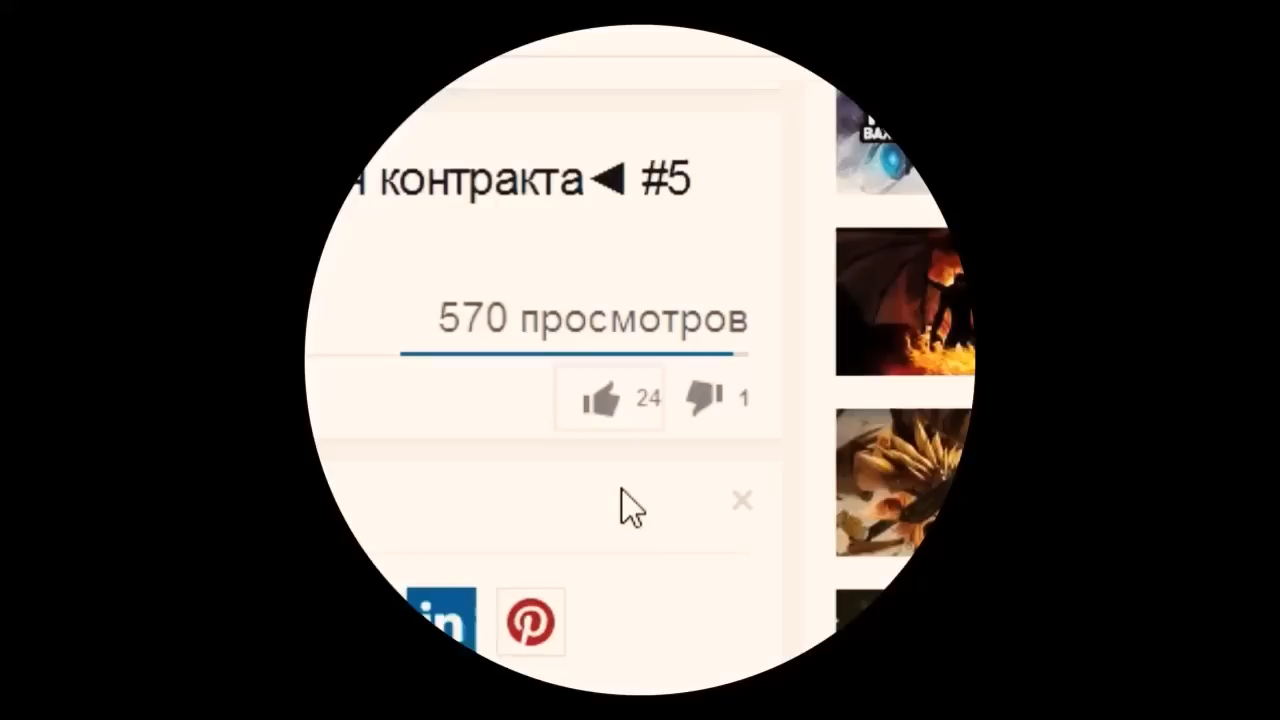 контракта◄ #5
570 просмотров
24 1
in